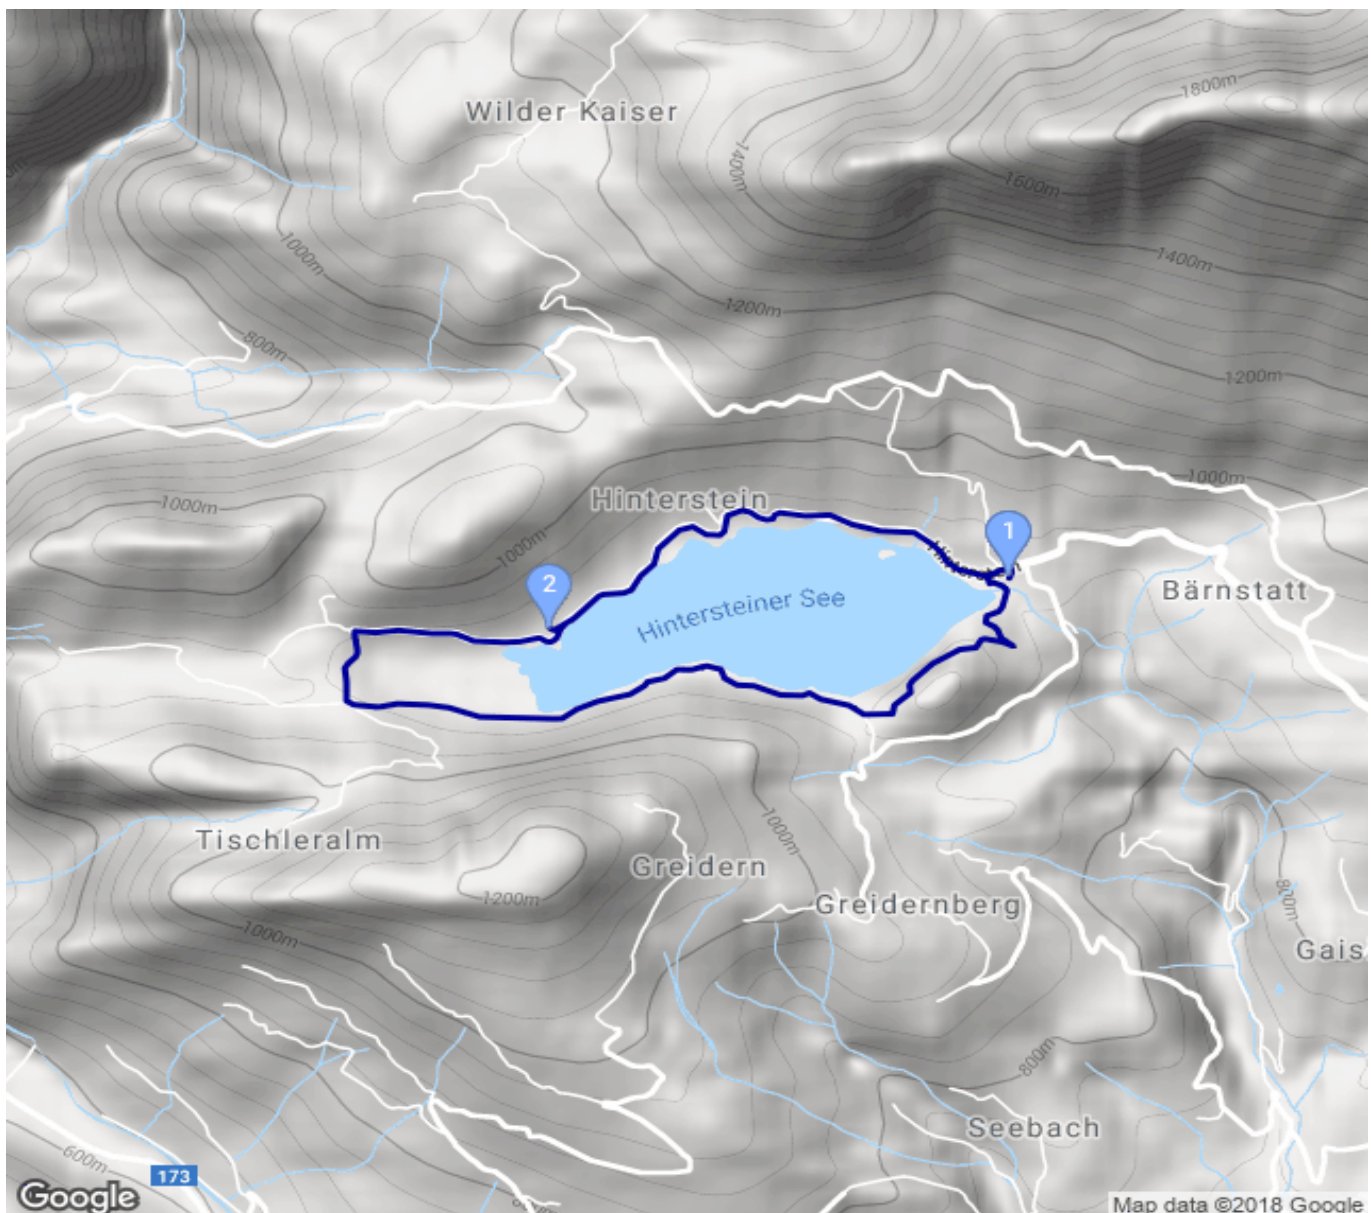 1800m
Wilder Kaiser
1400m
1600m
1000m
1400m
1200m
800m
1200m
1000m
1000m
Hinterstein
1
1000m
2
Bärnstatt
Hintersteiner See
1000m
Tischleralm
Greidern
800m
1200m
Greidernberg
1000m
Gais
800m
Seebach
600m
173
Google
Map data ©2018 Google